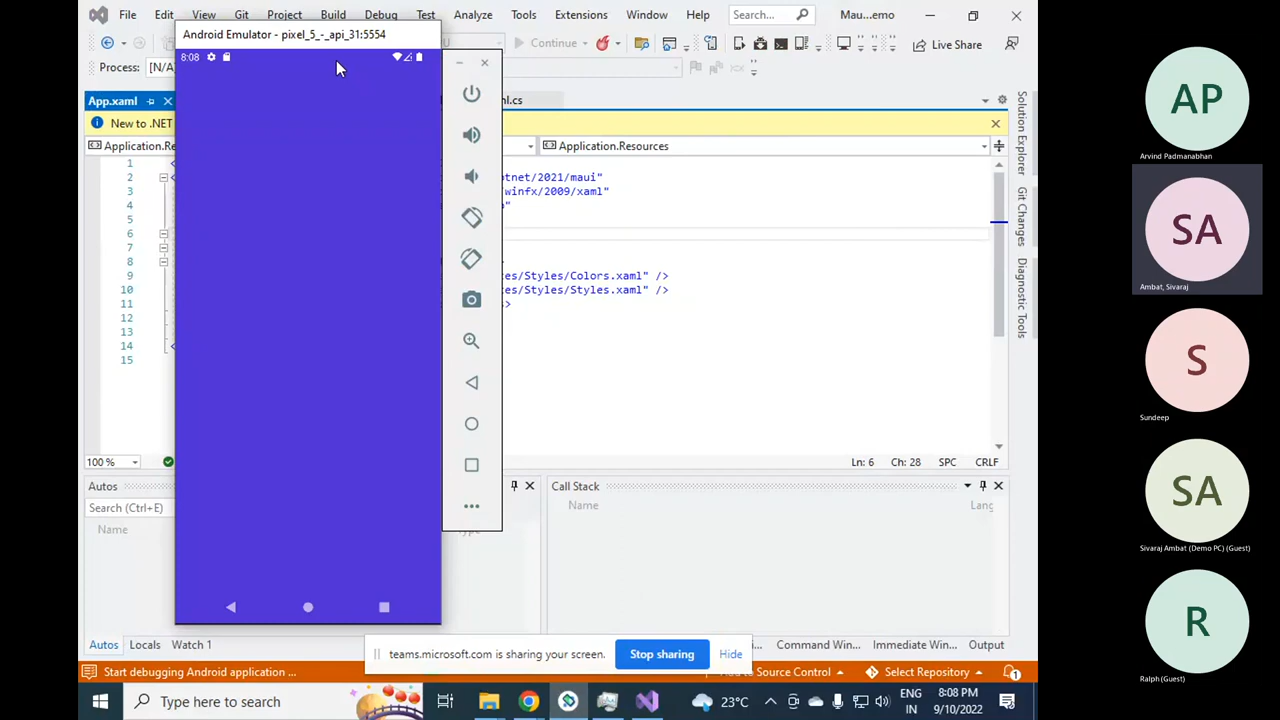 File Edit View Git Project Build Debug Test Analyze Tools Extensions Window Help Search... Mau...emo
Android Emulator - pixel_5_-_api_31:5554
Continue
Live Share
8:08
Process: [N/A]
App.xaml
ml.cs
New to .NET
Application.Re
Application.Resources
1
2 otnet/2021/maui"
3 winfx/2009/xaml"
4
5
6
7
8
9 es/Styles/Colors.xaml" />
10 es/Styles/Styles.xaml" />
11 s>
12
13
14
15
Solution Explorer
Git Changes
Diagnostic Tools
100 %
Ln: 6 Ch: 28 SPC CRLF
Autos
Call Stack
Search (Ctrl+E)
Name
Type
Name
Lang
Autos Locals Watch 1
Command Win... Immediate Win... Output
teams.microsoft.com is sharing your screen. Stop sharing Hide
Start debugging Android application ...
Add to Source Control
Select Repository
1
Type here to search
23°C
ENG
IN
8:08 PM
9/10/2022
AP
Arvind Padmanabhan
SA
Ambat, Sivaraj
S
Sundeep
SA
Sivaraj Ambat (Demo PC) (Guest)
R
Ralph (Guest)